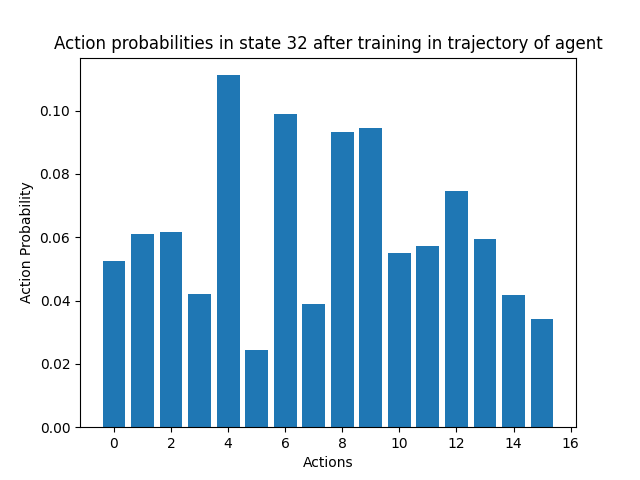 Action probabilities in state 32 after training in trajectory of agent
0.10
0.08
0.06
0.04
0.02
0.00
Action Probability
0 2 4 6 8 10 12 14 16
Actions